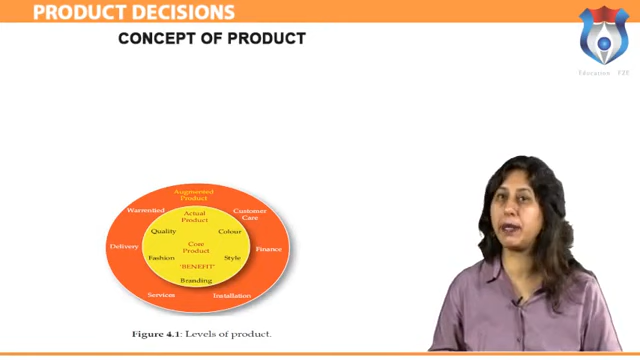 PRODUCT DECISIONS
CONCEPT OF PRODUCT
Augmented
Product
Warrentied
Actual
Product
Customer
Care
Quality
Colour
Delivery
Core
Product
Finance
Fashion
Style
'BENEFIT'
Branding
Services
Installation
Figure 4.1: Levels of product.